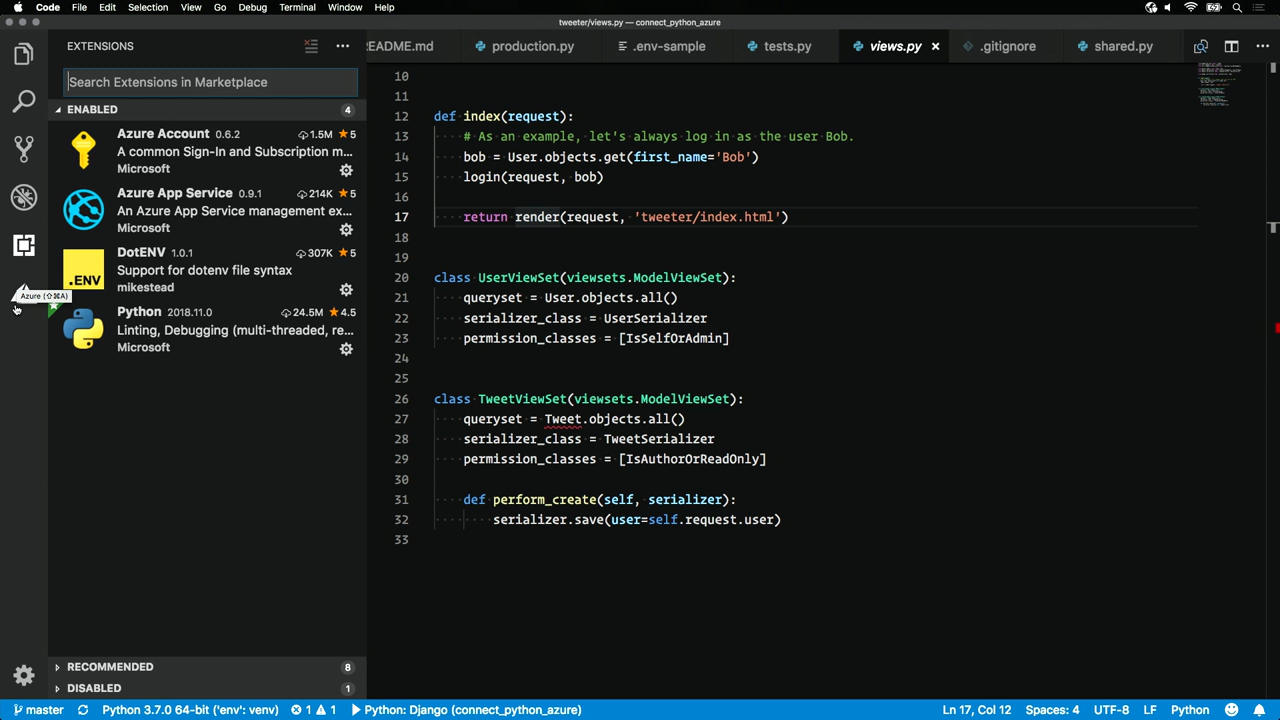 Code File Edit Selection View Go Debug Terminal Window Help
tweeter/views.py — connect_python_azure
EXTENSIONS
README.md production.py .env-sample tests.py views.py .gitignore shared.py
Search Extensions in Marketplace
ENABLED 4
Azure Account 0.6.2 1.5M 5
A common Sign-In and Subscription m...
Microsoft
Azure App Service 0.9.1 214K 5
An Azure App Service management ex...
Microsoft
DotENV 1.0.1 307K 5
.ENV
Support for dotenv file syntax
mikestead
Azure (⇧⌘A)
Python 2018.11.0 24.5M 4.5
Linting, Debugging (multi-threaded, re...
Microsoft
RECOMMENDED 8
DISABLED 1
10
11
12 def index(request):
13 # As an example, let's always log in as the user Bob.
14 bob = User.objects.get(first_name='Bob')
15 login(request, bob)
16
17 return render(request, 'tweeter/index.html')
18
19
20 class UserViewSet(viewsets.ModelViewSet):
21 queryset = User.objects.all()
22 serializer_class = UserSerializer
23 permission_classes = [IsSelfOrAdmin]
24
25
26 class TweetViewSet(viewsets.ModelViewSet):
27 queryset = Tweet.objects.all()
28 serializer_class = TweetSerializer
29 permission_classes = [IsAuthorOrReadOnly]
30
31 def perform_create(self, serializer):
32 serializer.save(user=self.request.user)
33
master Python 3.7.0 64-bit ('env': venv) 1 1 Python: Django (connect_python_azure) Ln 17, Col 12 Spaces: 4 UTF-8 LF Python